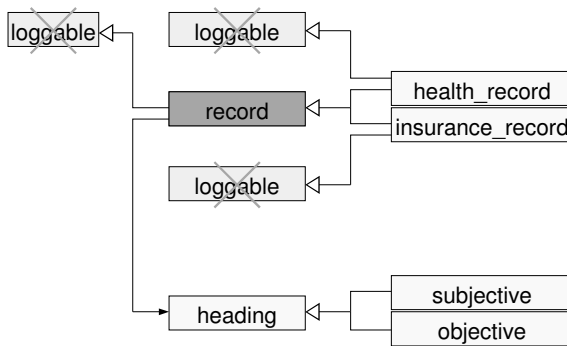 loggable
loggable
health_record
record
insurance_record
loggable
subjective
heading
objective